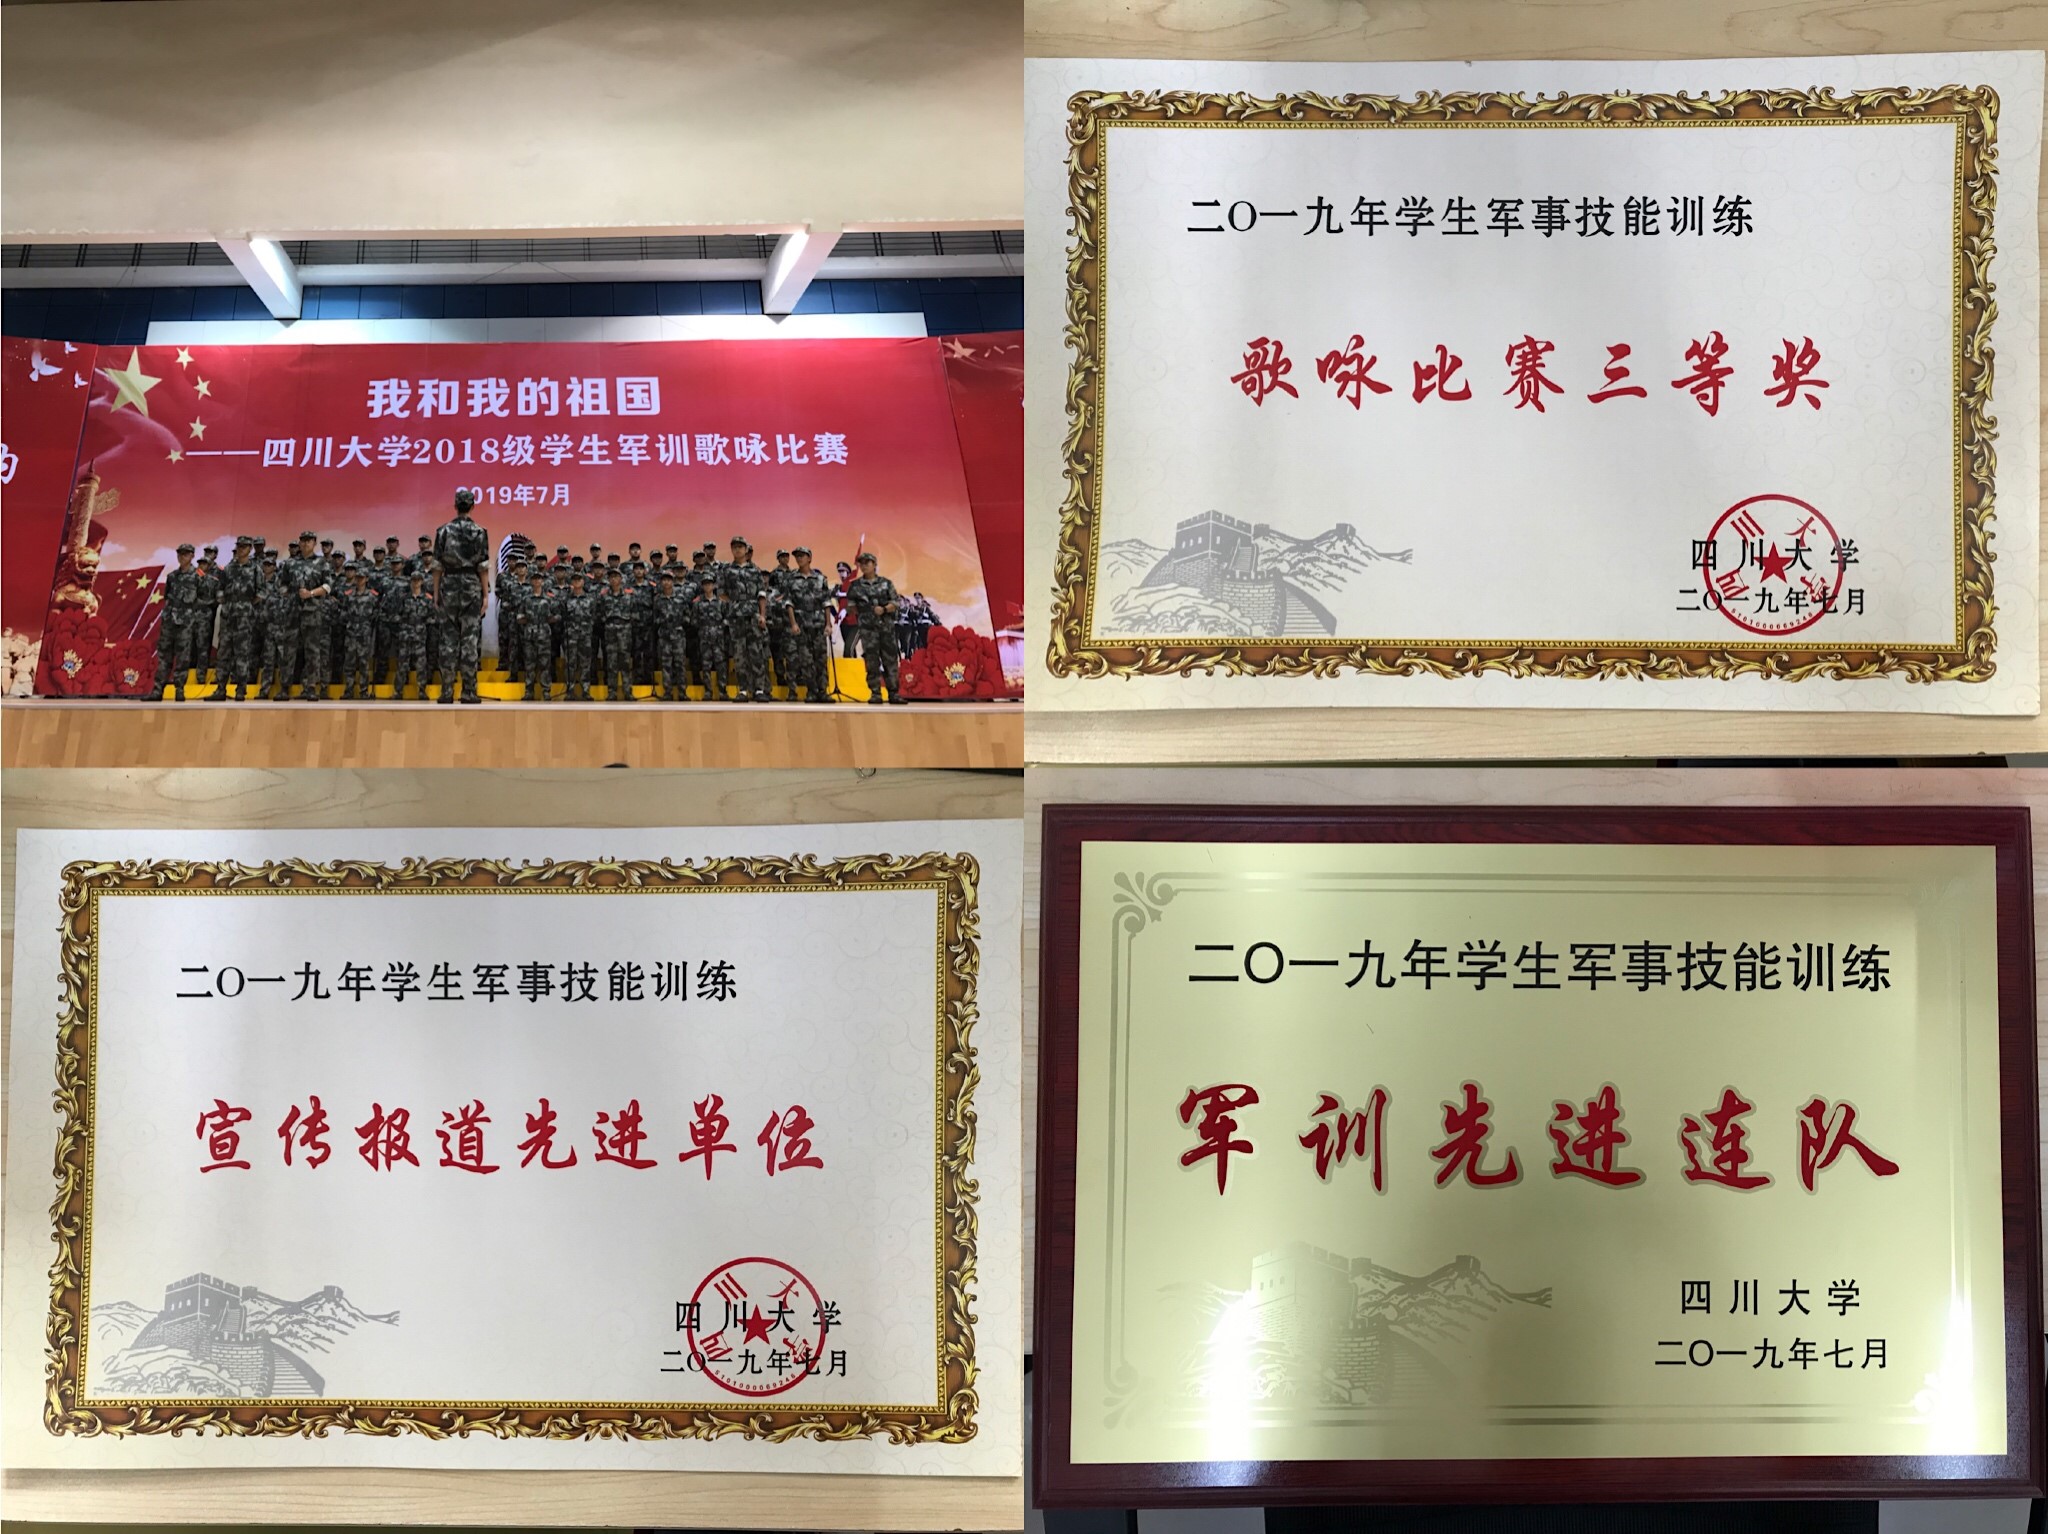 我和我的祖国
——四川大学2018级学生军训歌咏比赛
2019年7月
二〇一九年学生军事技能训练
歌咏比赛三等奖
四川大学
二〇一九年七月
二〇一九年学生军事技能训练
宣传报道先进单位
四川大学
二〇一九年七月
二〇一九年学生军事技能训练
军训先进连队
四川大学
二〇一九年七月